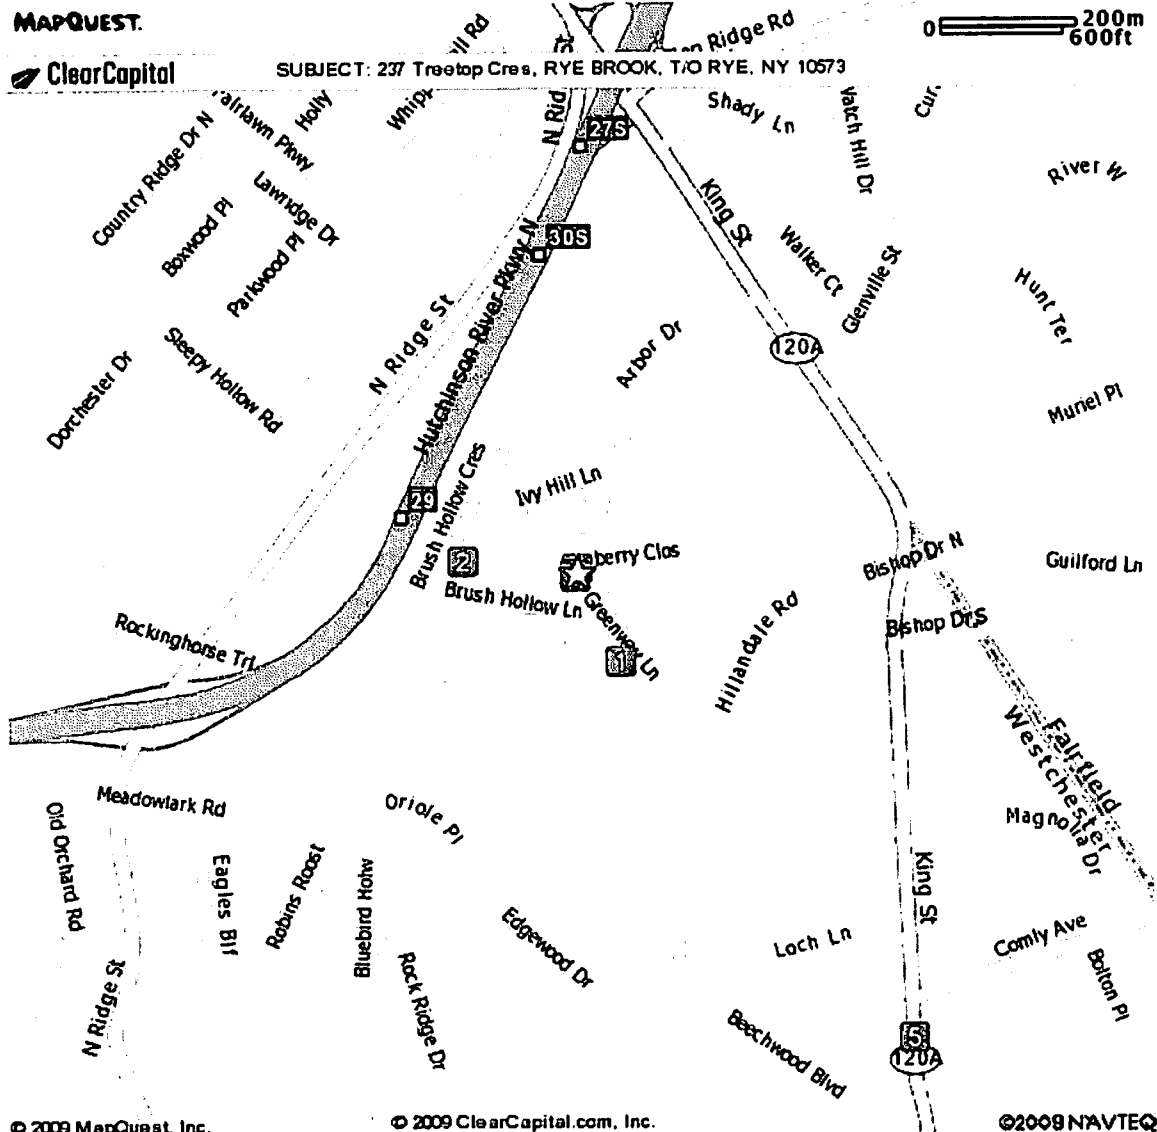 MAPQUEST.
200m
0
600ft
ClearCapital
SUBJECT: 237 Treetop Cres, RYE BROOK, T/O RYE, NY 10573
Ridge Rd
Fairlawn Pkwy
Holly
N Rid
Shady Ln
27S
Country Ridge Dr N
Lawridge Dr
Boxwood Pl
Parkwood Pl
30S
King St
Walker Ct
Glenville St
River W
Hunt Ter
N Ridge St
Hutchinson River Pkwy N
Arbor Dr
120A
Dorchester Dr
Sleepy Hollow Rd
Muriel Pl
Brush Hollow Cres
Ivy Hill Ln
29
2
berry Clos
Bishop Dr N
Guilford Ln
Brush Hollow Ln
Greenway Ln
1
Hillandale Rd
Bishop Dr S
Rockinghorse Trl
Fairfield
Westchester
Meadowlark Rd
Oriole Pl
Magnolia Dr
Old Orchard Rd
Eagles Blf
Robins Roost
Bluebird Holw
King St
Edgewood Dr
Loch Ln
Comly Ave
Bolton Pl
N Ridge St
Rock Ridge Dr
Beechwood Blvd
5
120A
© 2009 MapQuest, Inc.
© 2009 ClearCapital.com, Inc.
©2009 NAVTEQ